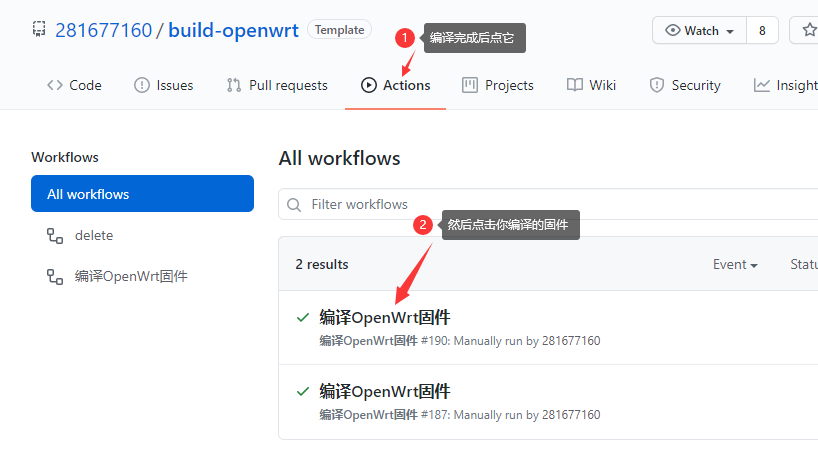 281677160 / build-openwrt Template
1 编译完成后点它
Watch 8
Code Issues Pull requests Actions Projects Wiki Security Insight
Workflows
All workflows
delete
编译OpenWrt固件
All workflows
Filter workflows
2 然后点击你编译的固件
2 results Event Statu
编译OpenWrt固件
编译OpenWrt固件 #190: Manually run by 281677160
编译OpenWrt固件
编译OpenWrt固件 #187: Manually run by 281677160